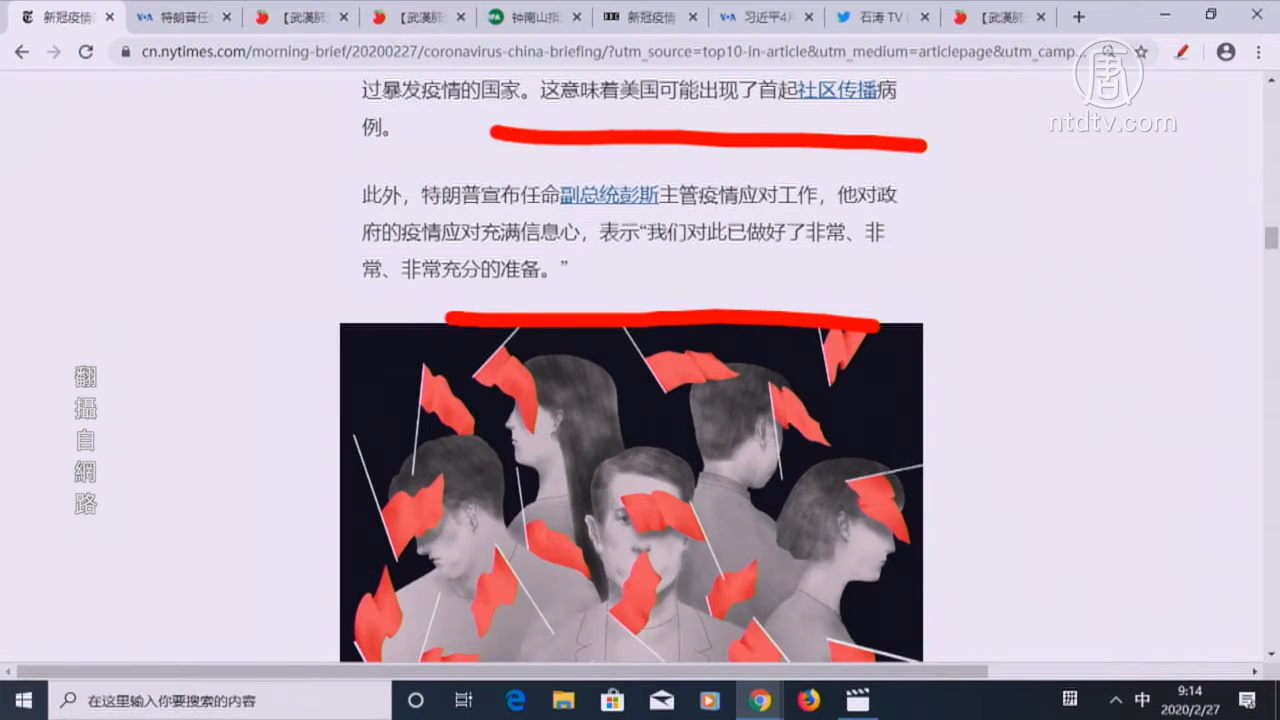 新冠疫情
特朗普任
【武漢肺
【武漢肺
钟南山指
新冠疫情
习近平4
石涛 TV (
【武漢肺
cn.nytimes.com/morning-brief/20200227/coronavirus-china-briefing/?utm_source=top10-in-article&utm_medium=articlepage&utm_camp...
唐
ntdtv.com
过暴发疫情的国家。这意味着美国可能出现了首起社区传播病
例。
此外，特朗普宣布任命副总统彭斯主管疫情应对工作，他对政
府的疫情应对充满信息心，表示“我们对此已做好了非常、非
常、非常充分的准备。”
翻攝自網路
在这里输入你要搜索的内容
中
9:14
2020/2/27